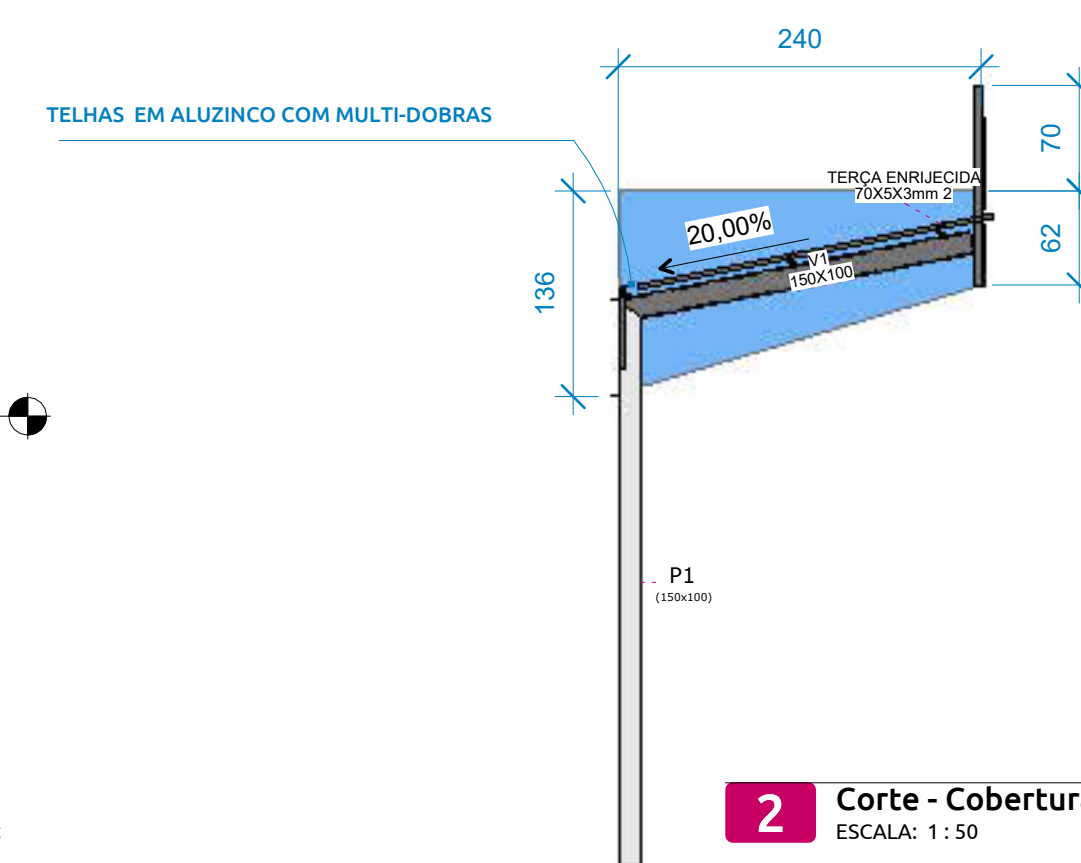 240
TELHAS EM ALUZINCO COM MULTI-DOBRAS
70
TERÇA ENRIJECIDA
70X5X3mm 2
20,00%
62
V1
150X100
136
P1
(150x100)
2
Corte - Cobertura
ESCALA: 1 : 50